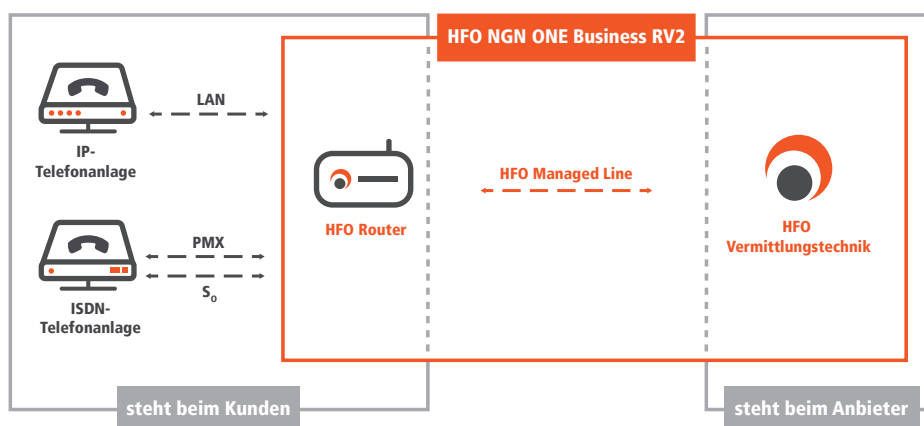 HFO NGN ONE Business RV2
LAN
IP-
Telefonanlage
HFO Managed Line
HFO Router
HFO
Vermittlungstechnik
PMX
S₀
ISDN-
Telefonanlage
steht beim Kunden
steht beim Anbieter